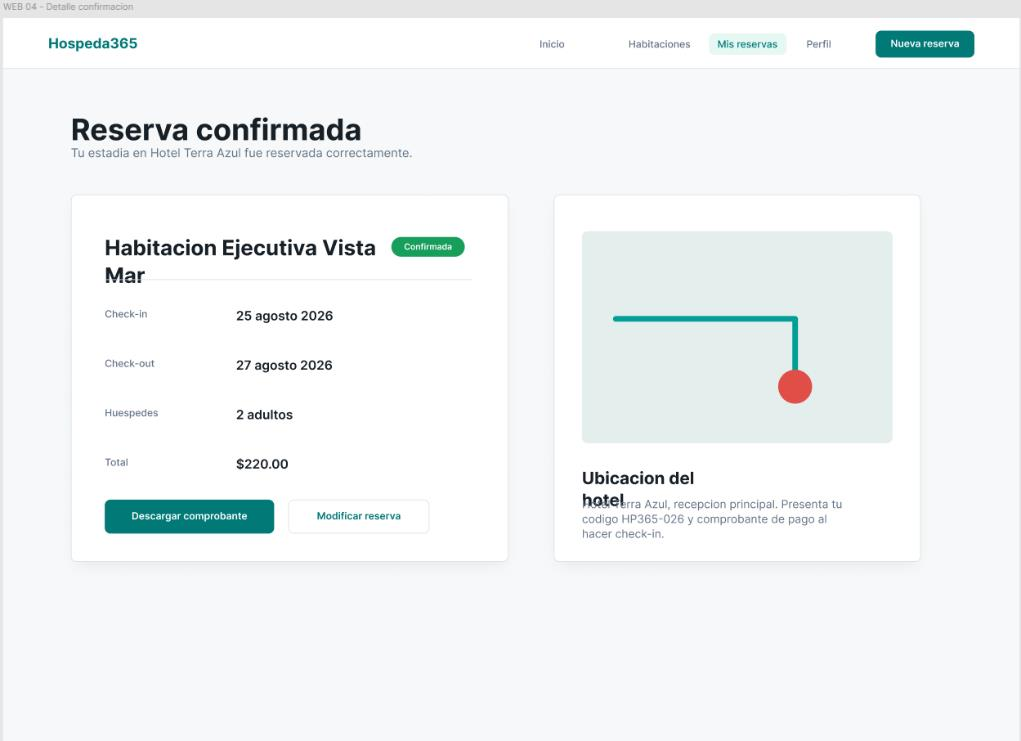 WEB 04 - Detalle confirmacion
Hospeda365
Inicio
Habitaciones
Mis reservas
Perfil
Nueva reserva
Reserva confirmada
Tu estadia en Hotel Terra Azul fue reservada correctamente.
Habitacion Ejecutiva Vista
Mar
Confirmada
Check-in
25 agosto 2026
Check-out
27 agosto 2026
Huespedes
2 adultos
Total
$220.00
Descargar comprobante
Modificar reserva
Ubicacion del
hotel
Hotel Terra Azul, recepcion principal. Presenta tu
codigo HP365-026 y comprobante de pago al
hacer check-in.